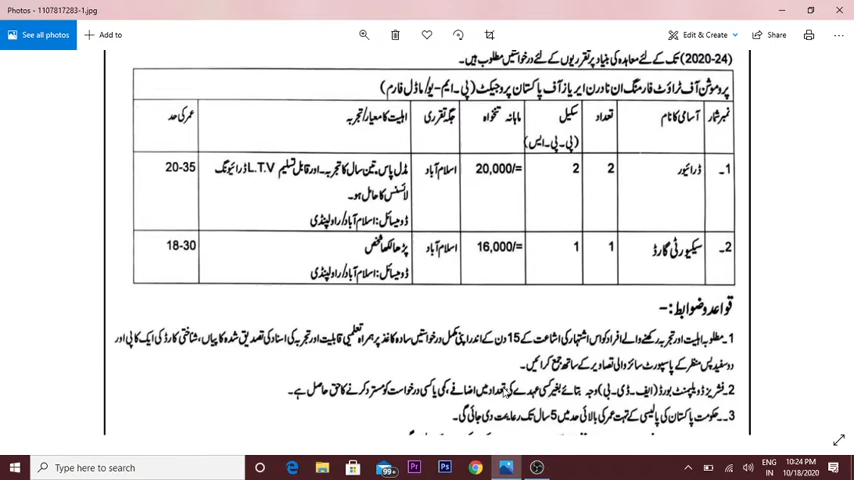 Photos - 1107817283-1.jpg
See all photos
Add to
Edit & Create
Share
(2020-24) تک کے لئے معاہدہ کی بنیاد پر تقرریوں کے لئے درخواستیں مطلوب ہیں۔
پروموشن آف ٹراؤٹ فارمنگ ان نادرن ایریاز آف پاکستان پروجیکٹ (پی۔ایم۔یو/ماڈل فارم)
نمبر شمار آسامی کا نام تعداد سکیل (پی۔پی۔ایس) ماہانہ تنخواہ جگہ تقرری اہلیت کا معیار/تجربہ عمر کی حد
1۔ ڈرائیور 2 2 20,000/= اسلام آباد مڈل پاس، تین سال کا تجربہ۔ اور قابل تسلیم L.T.V ڈرائیونگ 20-35
لائسنس کا حامل ہو۔
ڈومیسائل: اسلام آباد/راولپنڈی
2۔ سیکیورٹی گارڈ 1 1 16,000/= اسلام آباد پڑھا لکھا شخص 18-30
ڈومیسائل: اسلام آباد/راولپنڈی
قواعد و ضوابط:-
1۔ مطلوبہ اہلیت اور تجربہ رکھنے والے افراد کو اس اشتہار کی اشاعت کے 15 دن کے اندر اپنی مکمل درخواستیں سادہ کاغذ پر ہمراہ تعلیمی قابلیت اور تجربہ کی اسناد کی تصدیق شدہ کاپیاں، شناختی کارڈ کی ایک کاپی اور
دو سفید پس منظر کے پاسپورٹ سائز والی تصاویر کے ساتھ جمع کرائیں۔
2۔ فشریز ڈویلپمنٹ بورڈ (ایف۔ڈی۔بی) وجہ بتائے بغیر کسی عہدے کی تعداد میں اضافے، کمی یا کسی درخواست کو مسترد کرنے کا حق حاصل ہے۔
3۔ حکومت پاکستان کی پالیسی کے تحت عمر کی بالائی حد میں 5 سال تک رعایت دی جائے گی۔
Type here to search
99+
Pr
Ps
ENG
IN
10:24 PM
10/18/2020